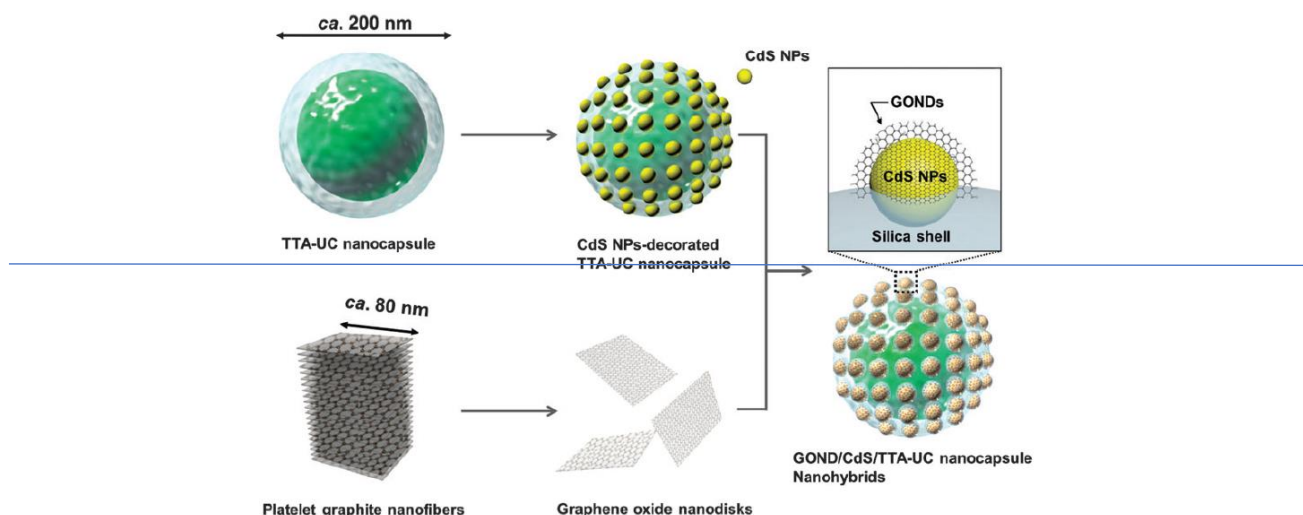 ca. 200 nm
CdS NPs
GONDs
CdS NPs
Silica shell
TTA-UC nanocapsule
CdS NPs-decorated
TTA-UC nanocapsule
ca. 80 nm
GOND/CdS/TTA-UC nanocapsule
Nanohybrids
Platelet graphite nanofibers
Graphene oxide nanodisks